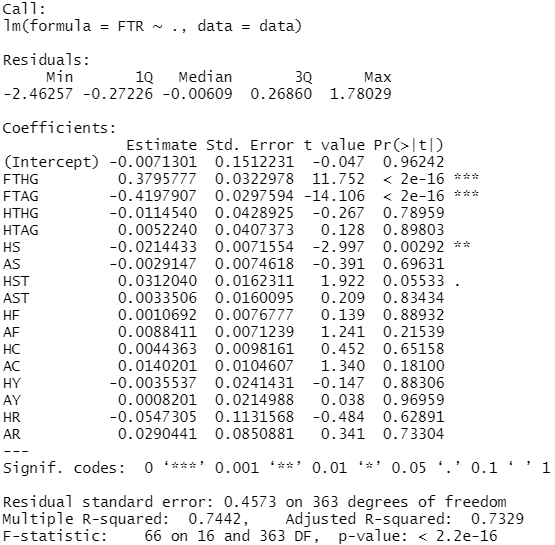 Call:
lm(formula = FTR ~ ., data = data)
Residuals:
Min 1Q Median 3Q Max
-2.46257 -0.27226 -0.00609 0.26860 1.78029
Coefficients:
Estimate Std. Error t value Pr(>|t|)
(Intercept) -0.0071301 0.1512231 -0.047 0.96242
FTHG 0.3795777 0.0322978 11.752 < 2e-16 ***
FTAG -0.4197907 0.0297594 -14.106 < 2e-16 ***
HTHG -0.0114540 0.0428925 -0.267 0.78959
HTAG 0.0052240 0.0407373 0.128 0.89803
HS -0.0214433 0.0071554 -2.997 0.00292 **
AS -0.0029147 0.0074618 -0.391 0.69631
HST 0.0312040 0.0162311 1.922 0.05533 .
AST 0.0033506 0.0160095 0.209 0.83434
HF 0.0010692 0.0076777 0.139 0.88932
AF 0.0088411 0.0071239 1.241 0.21539
HC 0.0044363 0.0098161 0.452 0.65158
AC 0.0140201 0.0104607 1.340 0.18100
HY -0.0035537 0.0241431 -0.147 0.88306
AY 0.0008201 0.0214988 0.038 0.96959
HR -0.0547305 0.1131568 -0.484 0.62891
AR 0.0290441 0.0850881 0.341 0.73304
---
Signif. codes: 0 ‘***’ 0.001 ‘**’ 0.01 ‘*’ 0.05 ‘.’ 0.1 ‘ ’ 1
Residual standard error: 0.4573 on 363 degrees of freedom
Multiple R-squared: 0.7442, Adjusted R-squared: 0.7329
F-statistic: 66 on 16 and 363 DF, p-value: < 2.2e-16